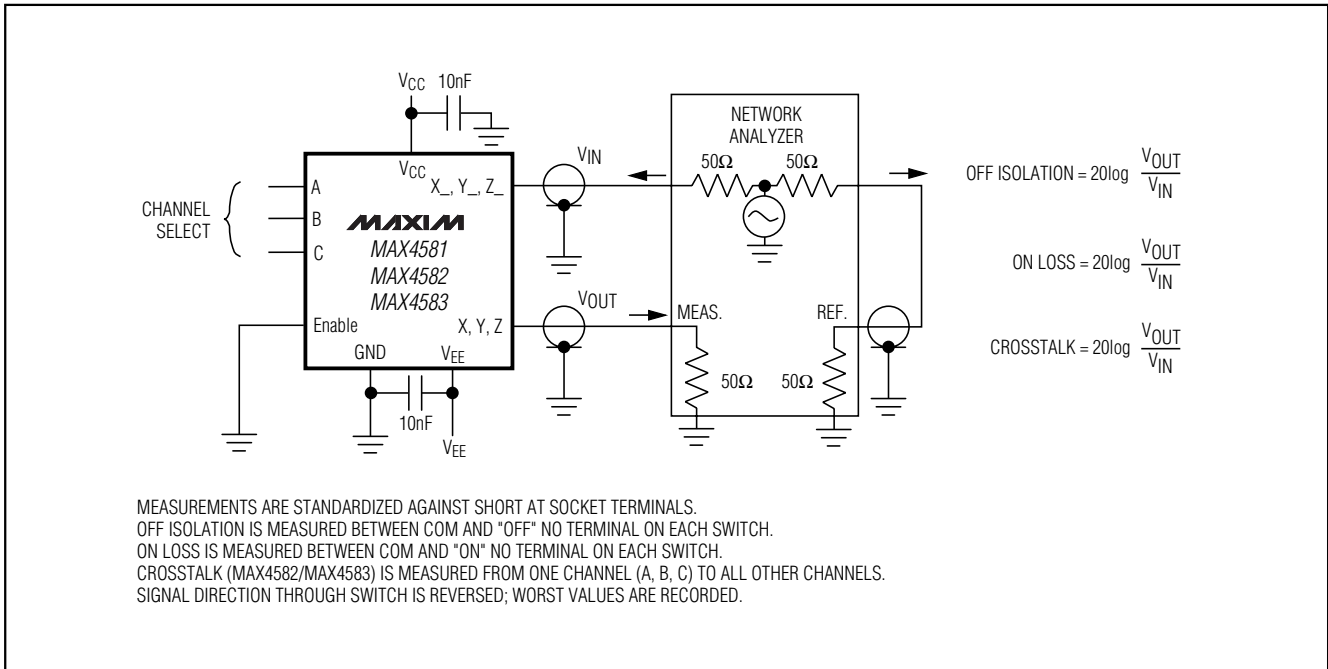 VCC 10nF
VCC
A
B
C
CHANNEL
SELECT
MAXIM
MAX4581
MAX4582
MAX4583
X_, Y_, Z_
Enable
X, Y, Z
GND
VEE
10nF
VEE
VIN
VOUT
NETWORK
ANALYZER
50Ω 50Ω
MEAS. REF.
50Ω 50Ω
OFF ISOLATION = 20log VOUT
VIN
ON LOSS = 20log VOUT
VIN
CROSSTALK = 20log VOUT
VIN
MEASUREMENTS ARE STANDARDIZED AGAINST SHORT AT SOCKET TERMINALS.
OFF ISOLATION IS MEASURED BETWEEN COM AND "OFF" NO TERMINAL ON EACH SWITCH.
ON LOSS IS MEASURED BETWEEN COM AND "ON" NO TERMINAL ON EACH SWITCH.
CROSSTALK (MAX4582/MAX4583) IS MEASURED FROM ONE CHANNEL (A, B, C) TO ALL OTHER CHANNELS.
SIGNAL DIRECTION THROUGH SWITCH IS REVERSED; WORST VALUES ARE RECORDED.